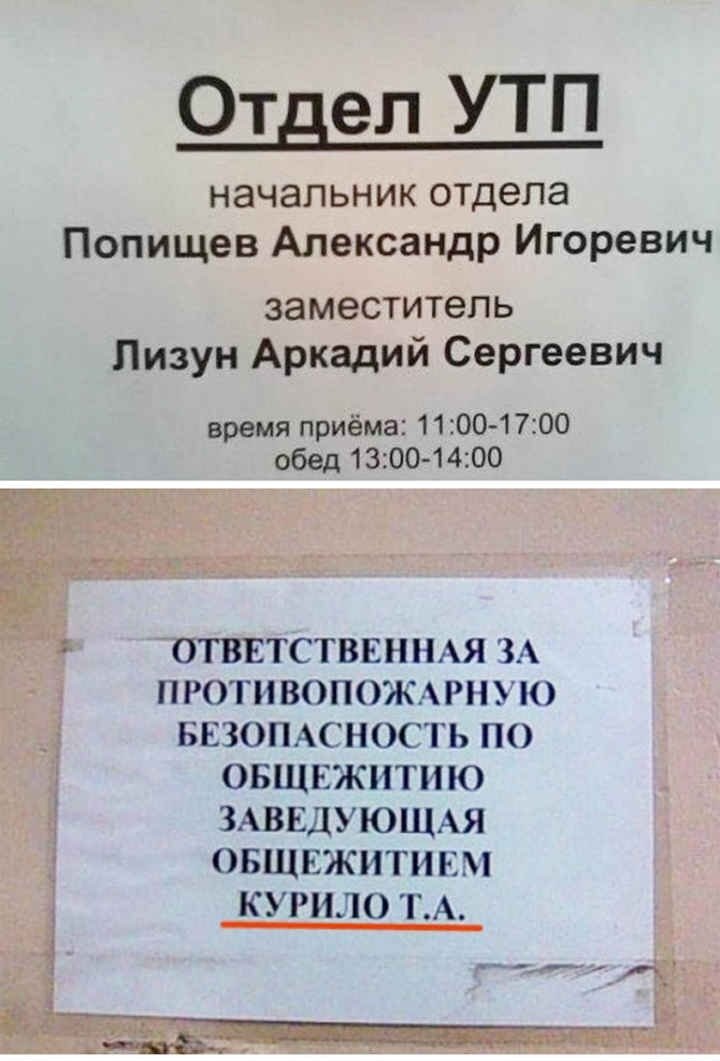 Отдел УТП
начальник отдела
Попищев Александр Игоревич
заместитель
Лизун Аркадий Сергеевич
время приёма: 11:00-17:00
обед 13:00-14:00
ОТВЕТСТВЕННАЯ ЗА
ПРОТИВОПОЖАРНУЮ
БЕЗОПАСНОСТЬ ПО
ОБЩЕЖИТИЮ
ЗАВЕДУЮЩАЯ
ОБЩЕЖИТИЕМ
КУРИЛО Т.А.